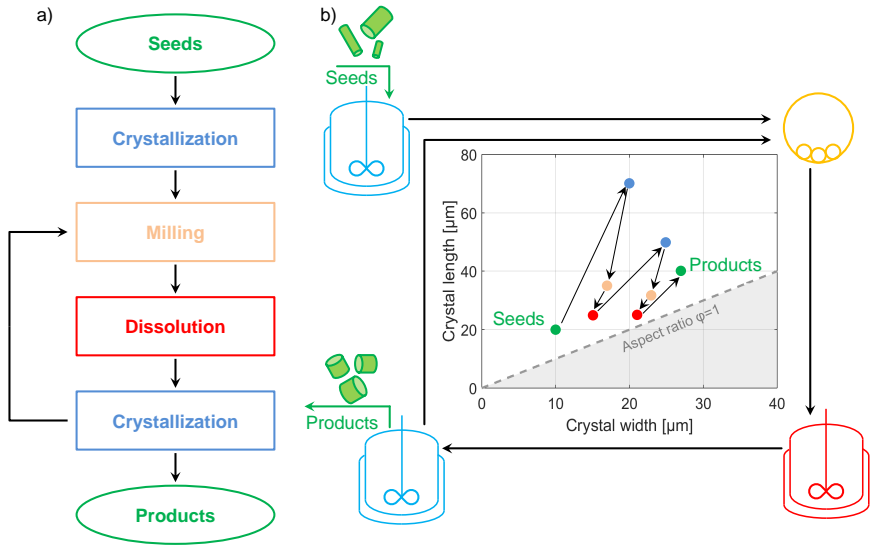 a)
Seeds
Crystallization
Milling
Dissolution
Crystallization
Products
b)
Seeds
80
60
40
20
0
Crystal length [µm]
Seeds
Products
Aspect ratio φ=1
0
10
20
30
40
Crystal width [µm]
Products